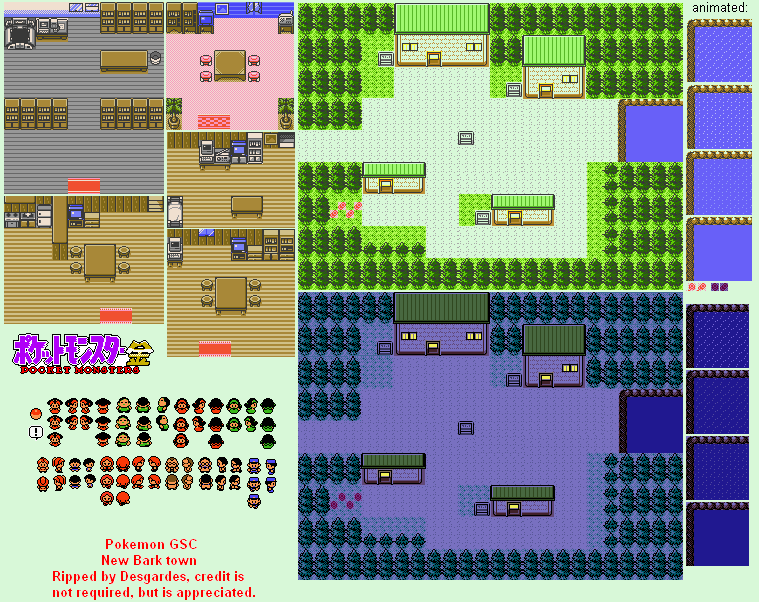 animated:
ポケットモンスター金
POCKET MONSTERS
!
Pokemon GSC
New Bark town
Ripped by Desgardes, credit is
not required, but is appreciated.